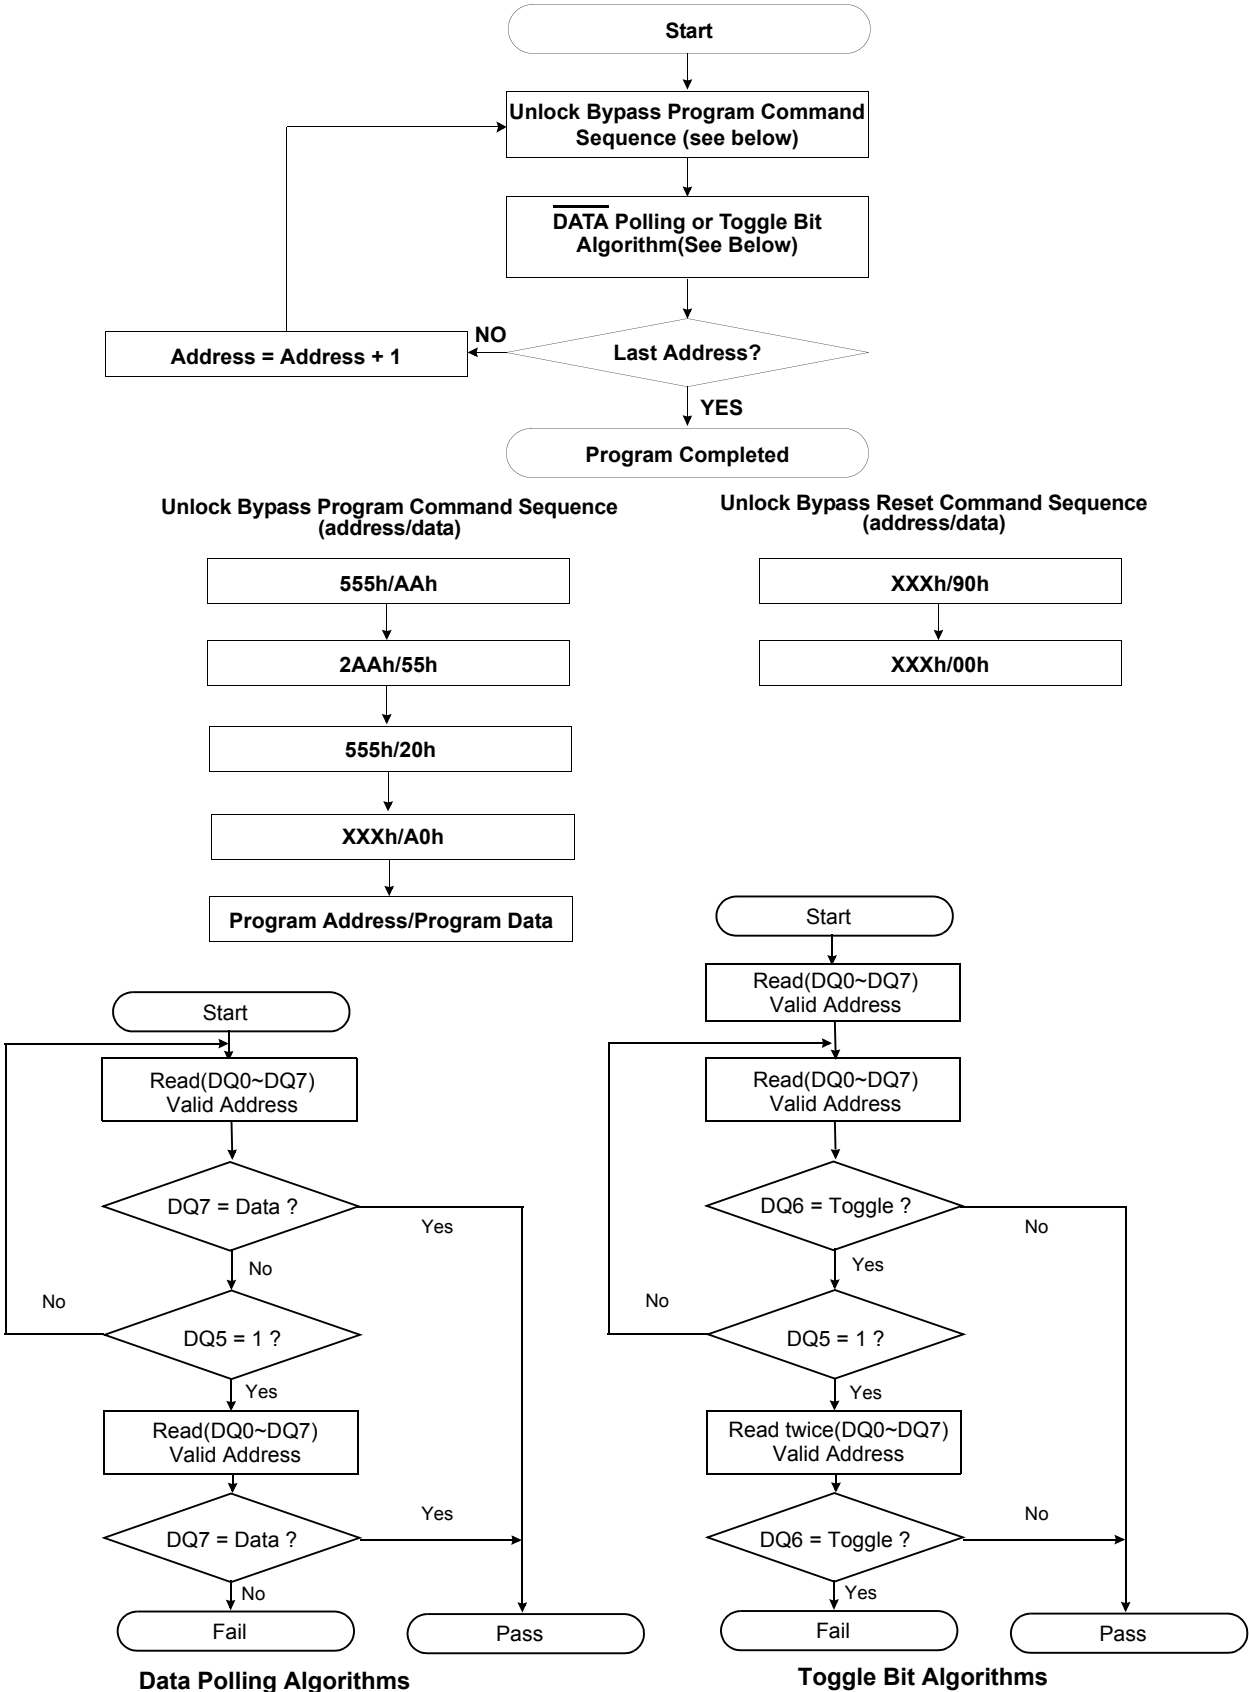 Start
Unlock Bypass Program Command
Sequence (see below)
DATA Polling or Toggle Bit
Algorithm(See Below)
NO
Address = Address + 1
Last Address?
YES
Program Completed
Unlock Bypass Program Command Sequence
(address/data)
555h/AAh
2AAh/55h
555h/20h
XXXh/A0h
Program Address/Program Data
Unlock Bypass Reset Command Sequence
(address/data)
XXXh/90h
XXXh/00h
Start
Read(DQ0~DQ7)
Valid Address
DQ7 = Data ?
Yes
No
No
DQ5 = 1 ?
Yes
Read(DQ0~DQ7)
Valid Address
Yes
DQ7 = Data ?
No
Fail
Pass
Data Polling Algorithms
Start
Read(DQ0~DQ7)
Valid Address
Read(DQ0~DQ7)
Valid Address
DQ6 = Toggle ?
No
Yes
No
DQ5 = 1 ?
Yes
Read twice(DQ0~DQ7)
Valid Address
No
DQ6 = Toggle ?
Yes
Fail
Pass
Toggle Bit Algorithms